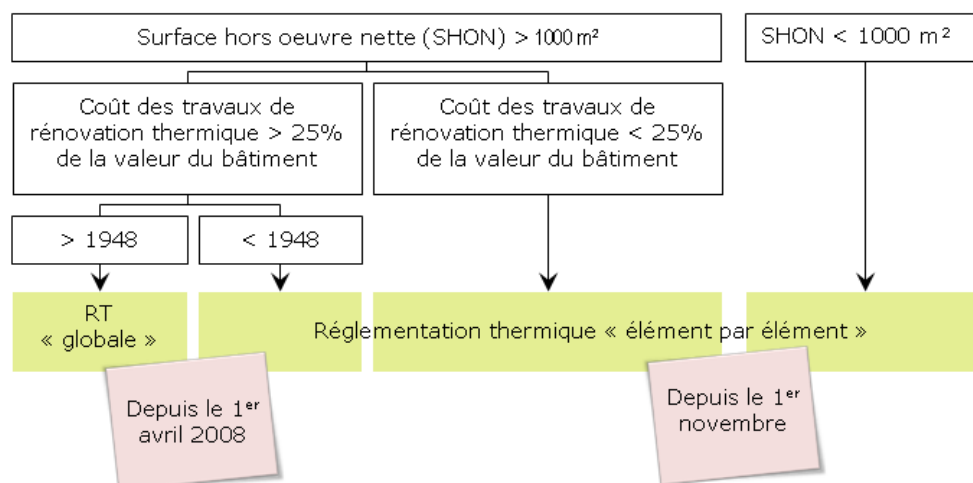 Surface hors oeuvre nette (SHON) > 1000 m²
SHON < 1000 m²
Coût des travaux de
rénovation thermique > 25%
de la valeur du bâtiment
Coût des travaux de
rénovation thermique < 25%
de la valeur du bâtiment
> 1948
< 1948
RT
« globale »
Réglementation thermique « élément par élément »
Depuis le 1er
avril 2008
Depuis le 1er
novembre